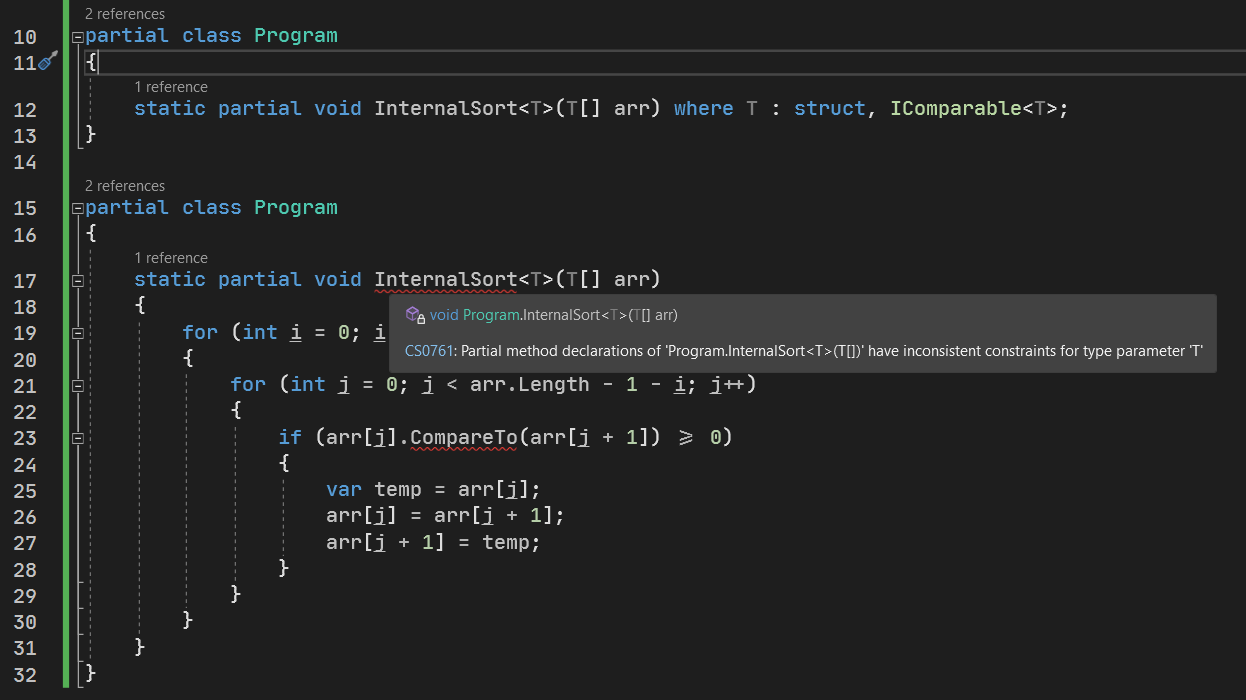 2 references
10 partial class Program
11 {
1 reference
12 static partial void InternalSort<T>(T[] arr) where T : struct, IComparable<T>;
13 }
14
2 references
15 partial class Program
16 {
1 reference
17 static partial void InternalSort<T>(T[] arr)
18 {
void Program.InternalSort<T>(T[] arr)
19 for (int i = 0; i
CS0761: Partial method declarations of 'Program.InternalSort<T>(T[])' have inconsistent constraints for type parameter 'T'
20 {
21 for (int j = 0; j < arr.Length - 1 - i; j++)
22 {
23 if (arr[j].CompareTo(arr[j + 1]) >= 0)
24 {
25 var temp = arr[j];
26 arr[j] = arr[j + 1];
27 arr[j + 1] = temp;
28 }
29 }
30 }
31 }
32 }